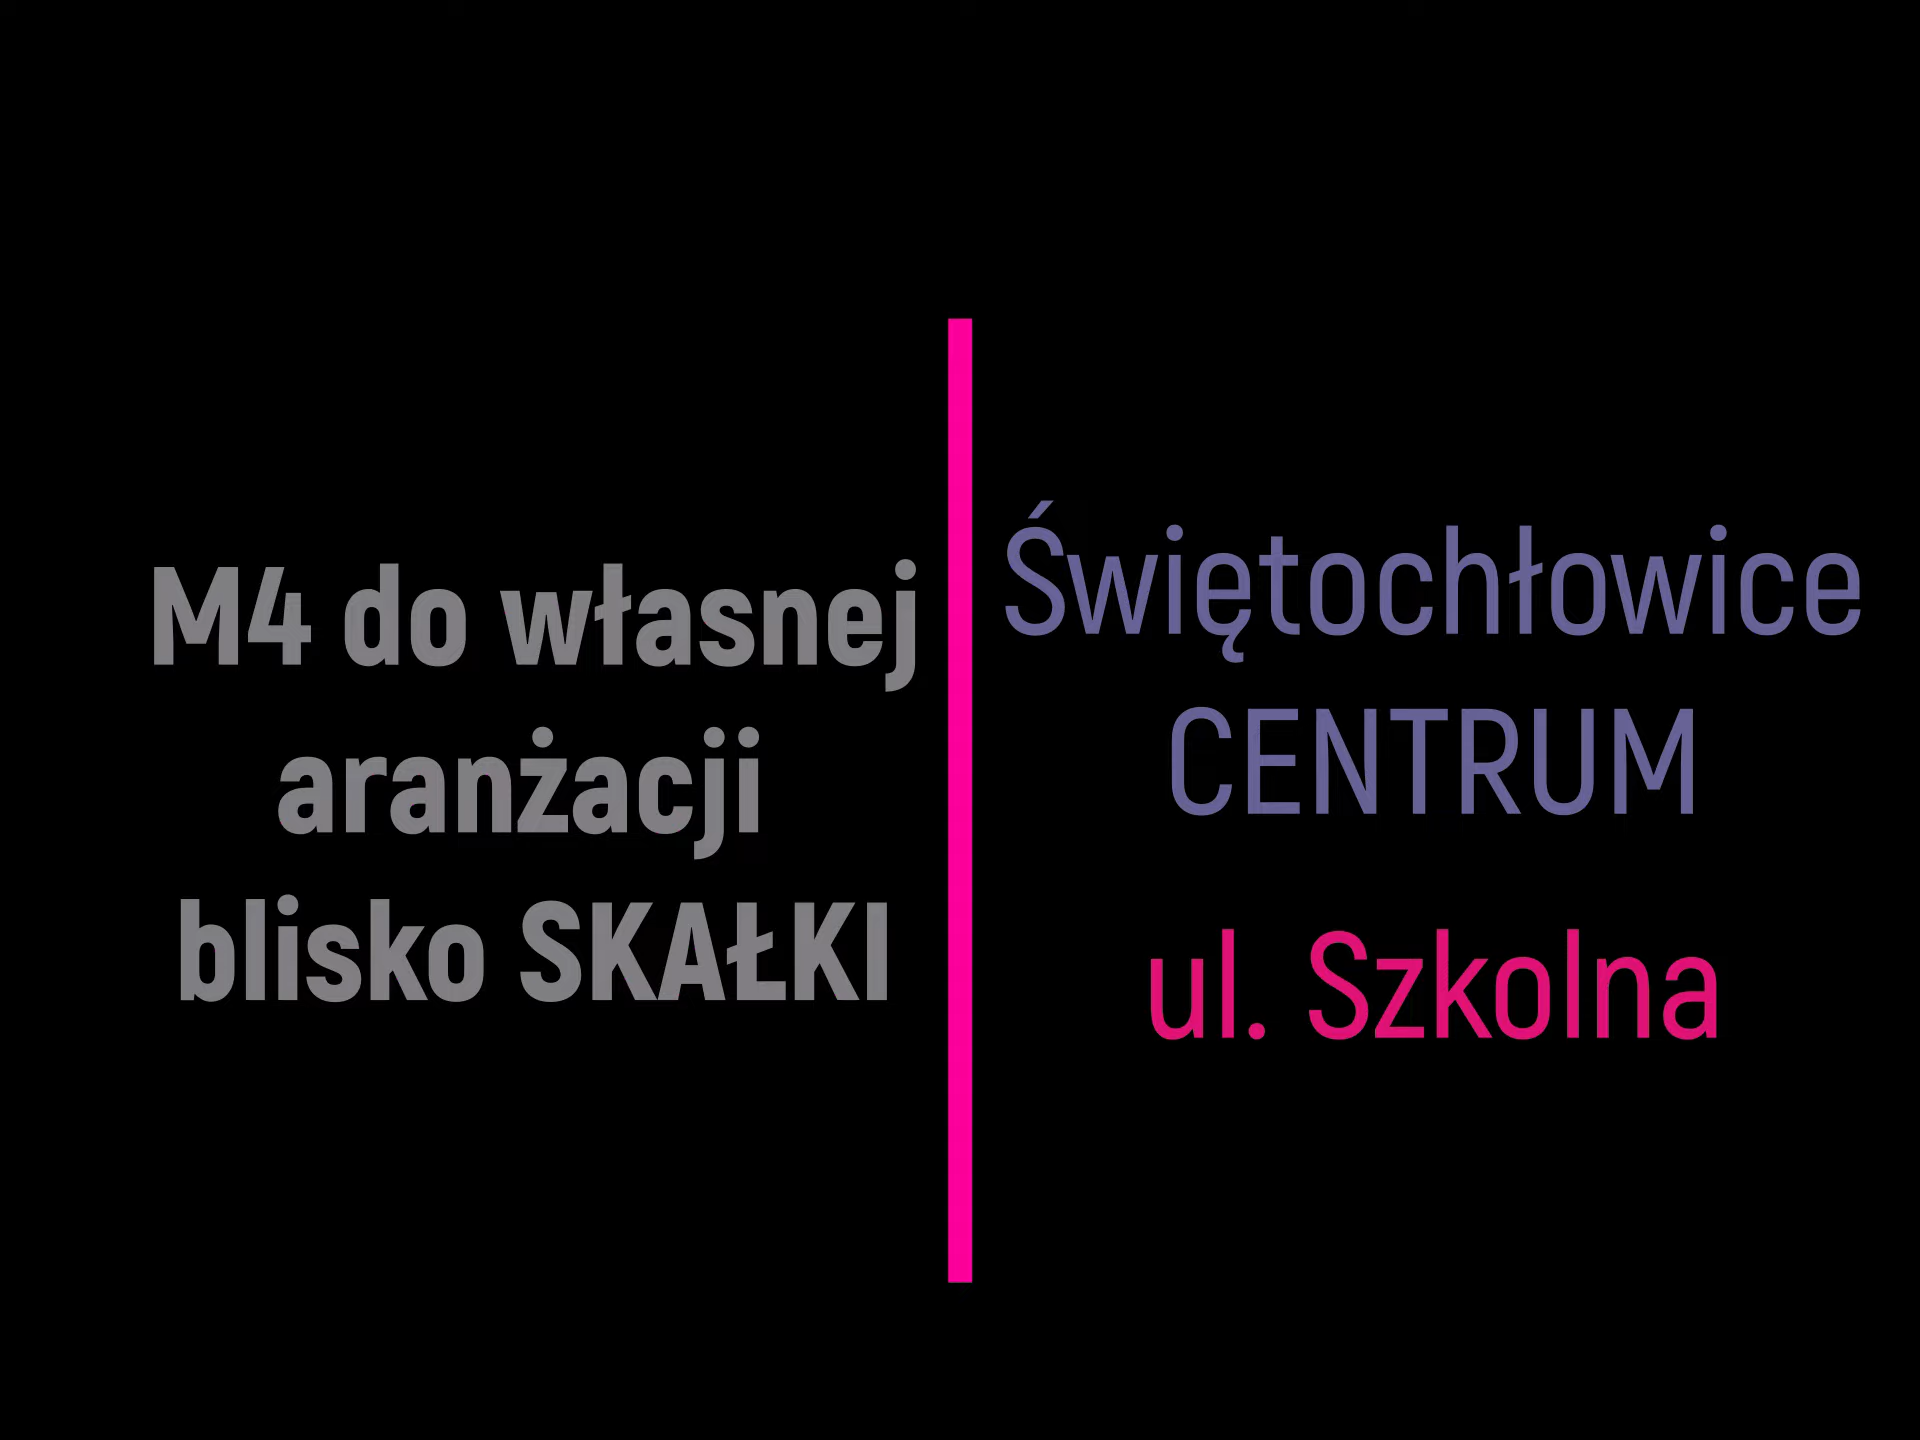 M4 do własnej
aranżacji
blisko SKAŁKI
Świętochłowice
CENTRUM
ul. Szkolna